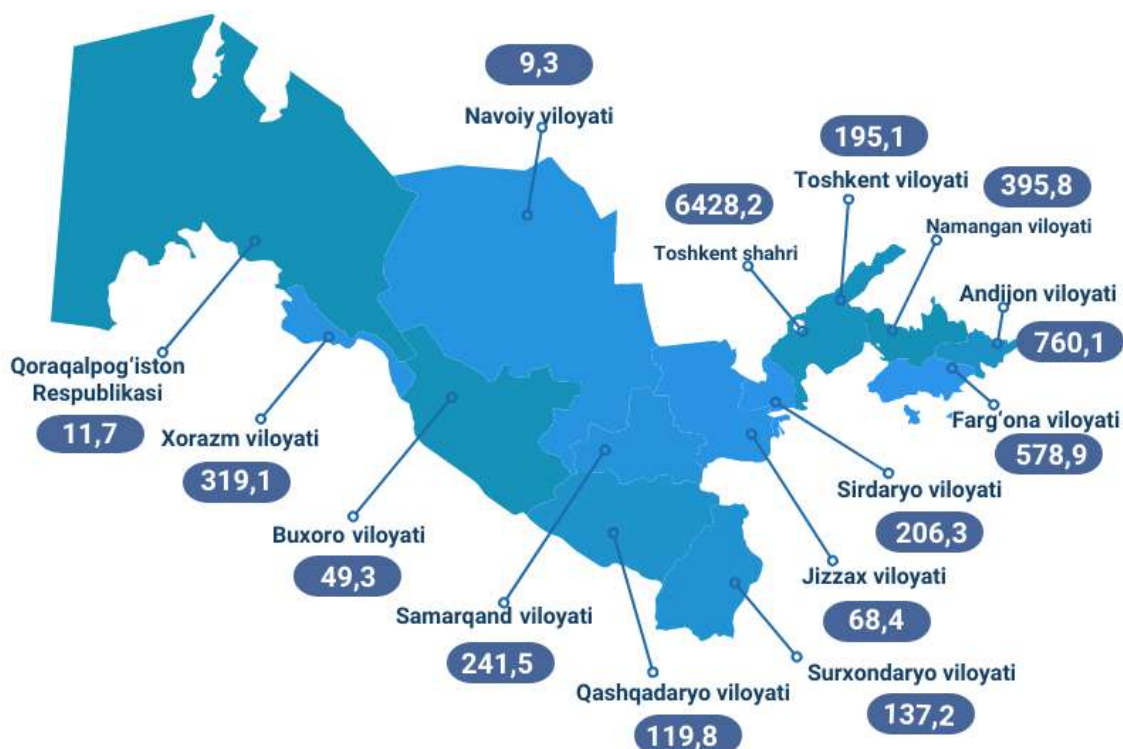 9,3
Navoiy viloyati
195,1
Toshkent viloyati
395,8
Namangan viloyati
6428,2
Toshkent shahri
Andijon viloyati
760,1
Qoraqalpog‘iston
Respublikasi
11,7
Xorazm viloyati
319,1
Farg‘ona viloyati
578,9
Sirdaryo viloyati
206,3
Buxoro viloyati
49,3
Jizzax viloyati
68,4
Samarqand viloyati
241,5
Surxondaryo viloyati
137,2
Qashqadaryo viloyati
119,8